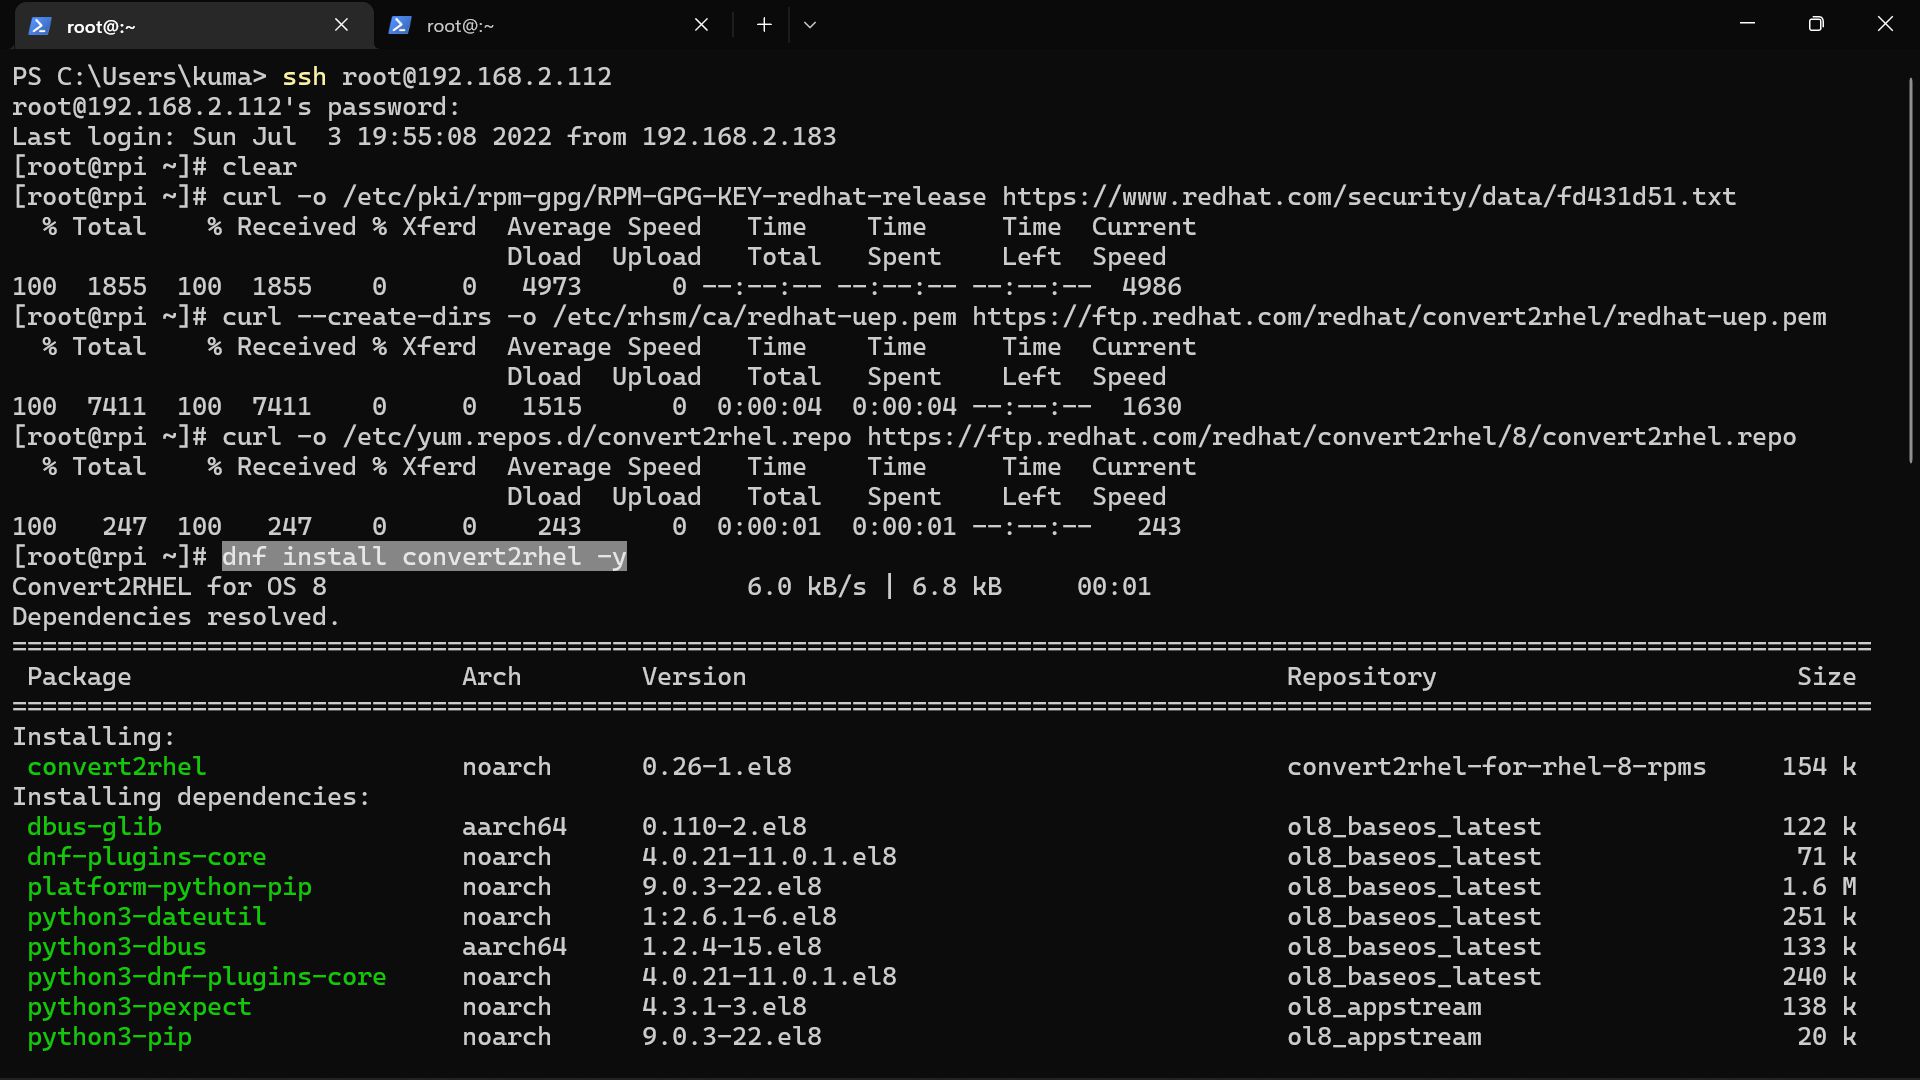 root@:~
root@:~
PS C:\Users\kuma> ssh root@192.168.2.112
root@192.168.2.112's password:
Last login: Sun Jul  3 19:55:08 2022 from 192.168.2.183
[root@rpi ~]# clear
[root@rpi ~]# curl -o /etc/pki/rpm-gpg/RPM-GPG-KEY-redhat-release https://www.redhat.com/security/data/fd431d51.txt
  % Total    % Received % Xferd  Average Speed   Time    Time     Time  Current
                                 Dload  Upload   Total   Spent    Left  Speed
100  1855  100  1855    0     0   4973      0 --:--:-- --:--:-- --:--:--  4986
[root@rpi ~]# curl --create-dirs -o /etc/rhsm/ca/redhat-uep.pem https://ftp.redhat.com/redhat/convert2rhel/redhat-uep.pem
  % Total    % Received % Xferd  Average Speed   Time    Time     Time  Current
                                 Dload  Upload   Total   Spent    Left  Speed
100  7411  100  7411    0     0   1515      0  0:00:04  0:00:04 --:--:--  1630
[root@rpi ~]# curl -o /etc/yum.repos.d/convert2rhel.repo https://ftp.redhat.com/redhat/convert2rhel/8/convert2rhel.repo
  % Total    % Received % Xferd  Average Speed   Time    Time     Time  Current
                                 Dload  Upload   Total   Spent    Left  Speed
100   247  100   247    0     0    243      0  0:00:01  0:00:01 --:--:--   243
[root@rpi ~]# dnf install convert2rhel -y
Convert2RHEL for OS 8                            6.0 kB/s | 6.8 kB     00:01
Dependencies resolved.
============================================================================================================================
 Package                      Arch        Version                                    Repository                        Size
============================================================================================================================
Installing:
 convert2rhel                 noarch      0.26-1.el8                                 convert2rhel-for-rhel-8-rpms     154 k
Installing dependencies:
 dbus-glib                    aarch64     0.110-2.el8                                ol8_baseos_latest                122 k
 dnf-plugins-core             noarch      4.0.21-11.0.1.el8                          ol8_baseos_latest                 71 k
 platform-python-pip          noarch      9.0.3-22.el8                               ol8_baseos_latest                1.6 M
 python3-dateutil             noarch      1:2.6.1-6.el8                              ol8_baseos_latest                251 k
 python3-dbus                 aarch64     1.2.4-15.el8                               ol8_baseos_latest                133 k
 python3-dnf-plugins-core     noarch      4.0.21-11.0.1.el8                          ol8_baseos_latest                240 k
 python3-pexpect              noarch      4.3.1-3.el8                                ol8_appstream                    138 k
 python3-pip                  noarch      9.0.3-22.el8                               ol8_appstream                     20 k